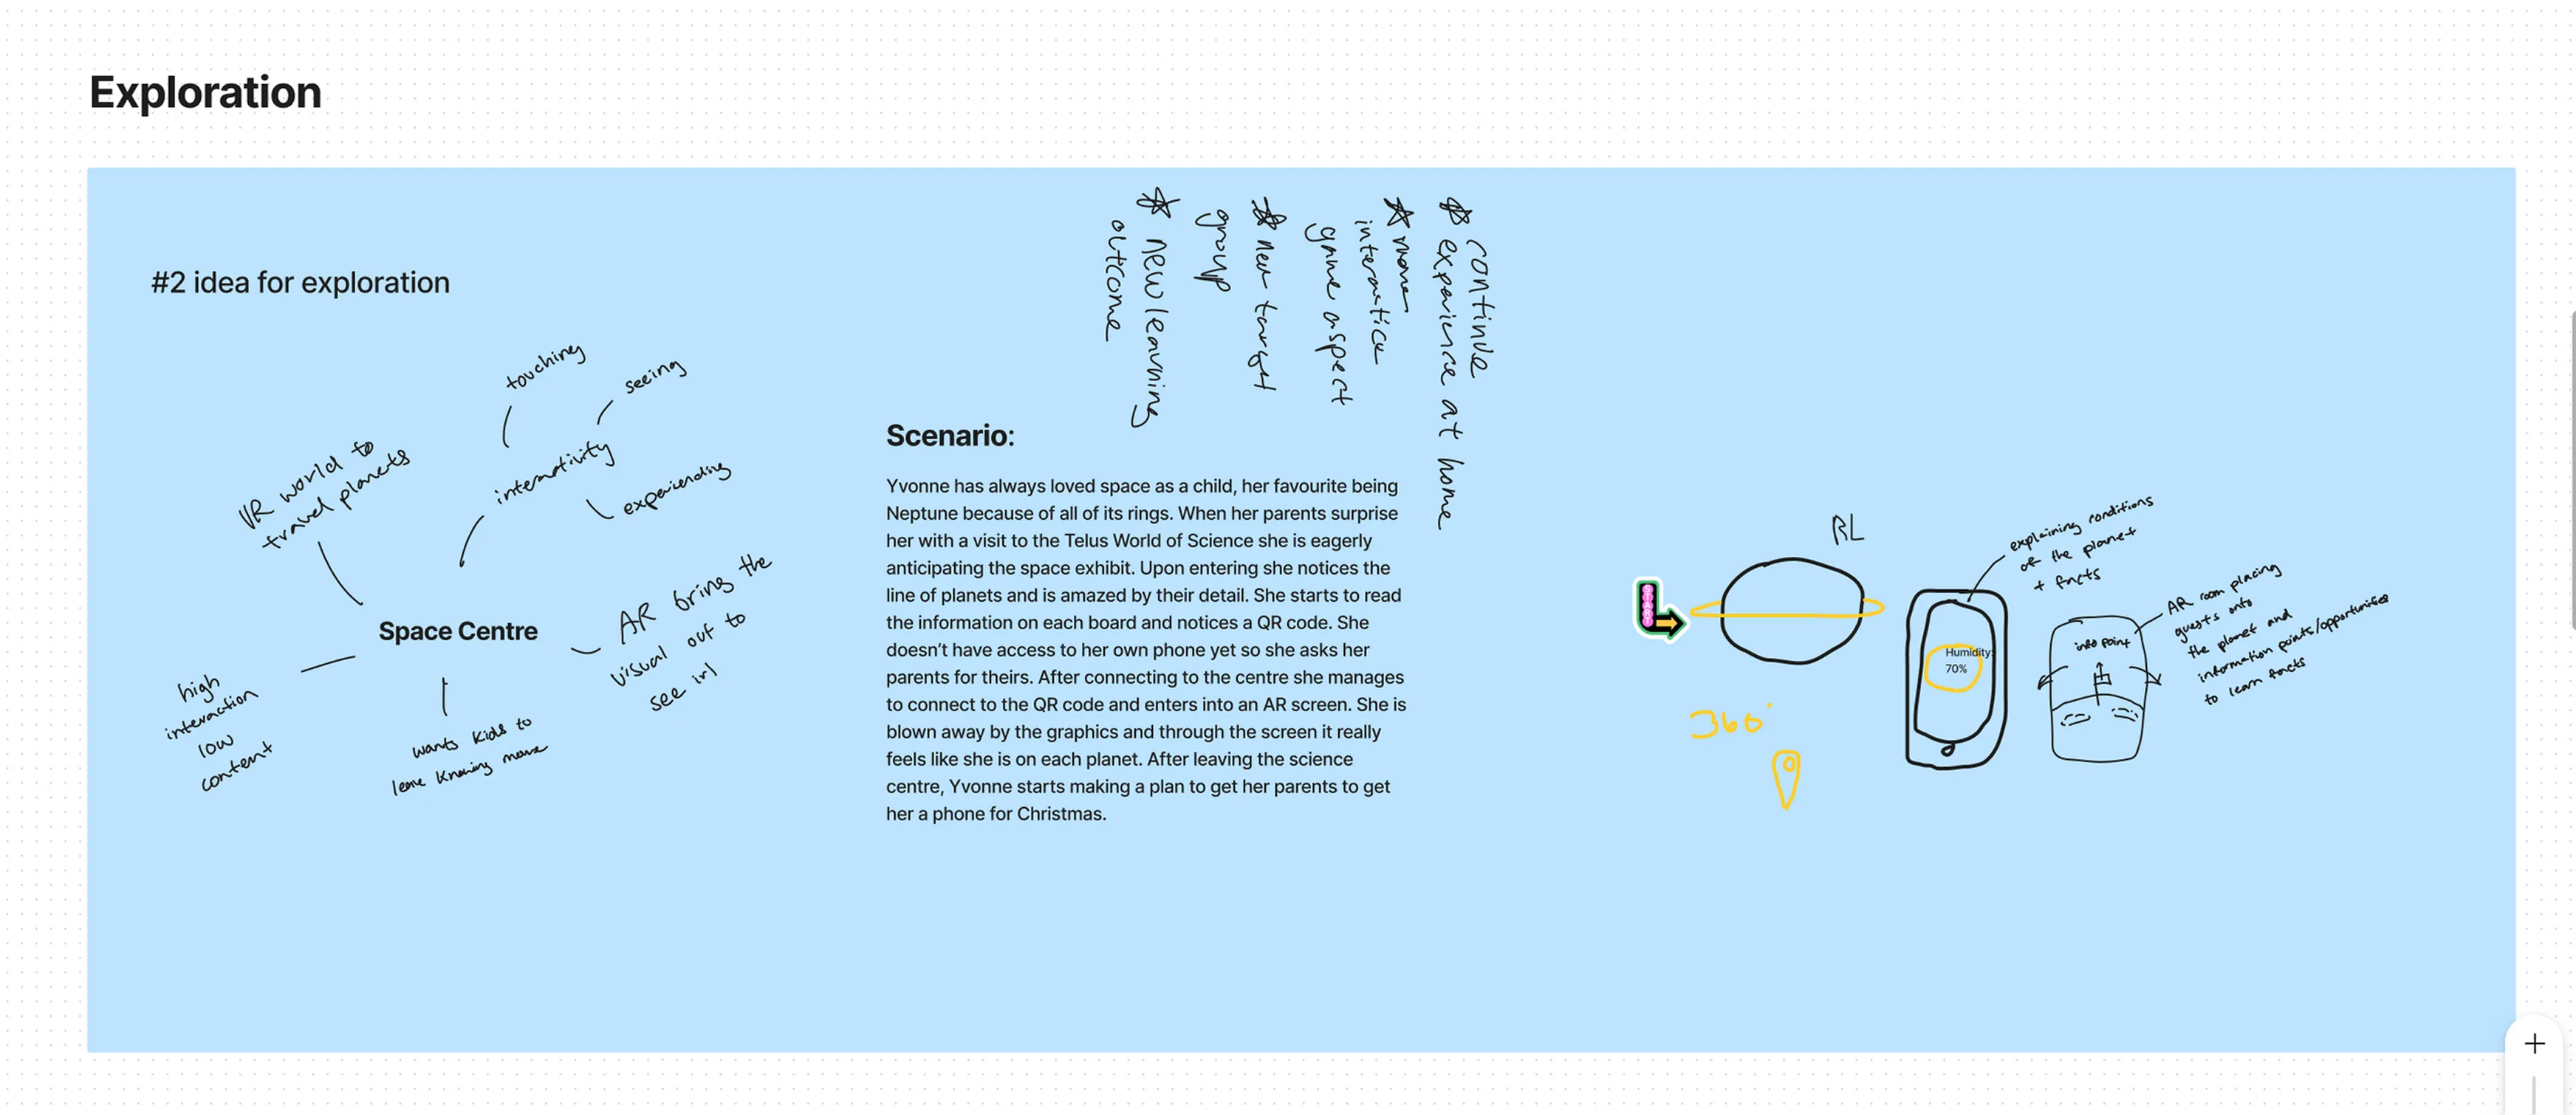 Exploration
#2 idea for exploration
touching
seeing
interactivity
experiencing
VR world to
travel planets
Space Centre
AR bring the
visual out to
see irl
high
interaction
low
content
wants kids to
leave knowing more
continue
* experience at home
* more
interactice
game aspect
* new target
group
* new learning
outcome
Scenario:
Yvonne has always loved space as a child, her favourite being
Neptune because of all of its rings. When her parents surprise
her with a visit to the Telus World of Science she is eagerly
anticipating the space exhibit. Upon entering she notices the
line of planets and is amazed by their detail. She starts to read
the information on each board and notices a QR code. She
doesn’t have access to her own phone yet so she asks her
parents for theirs. After connecting to the centre she manages
to connect to the QR code and enters into an AR screen. She is
blown away by the graphics and through the screen it really
feels like she is on each planet. After leaving the science
centre, Yvonne starts making a plan to get her parents to get
her a phone for Christmas.
START
RL
360°
explaining conditions
of the planet
+ facts
Humidity:
70%
info point
AR room placing
guests onto
the planet and
information points/opportunities
to learn facts
+